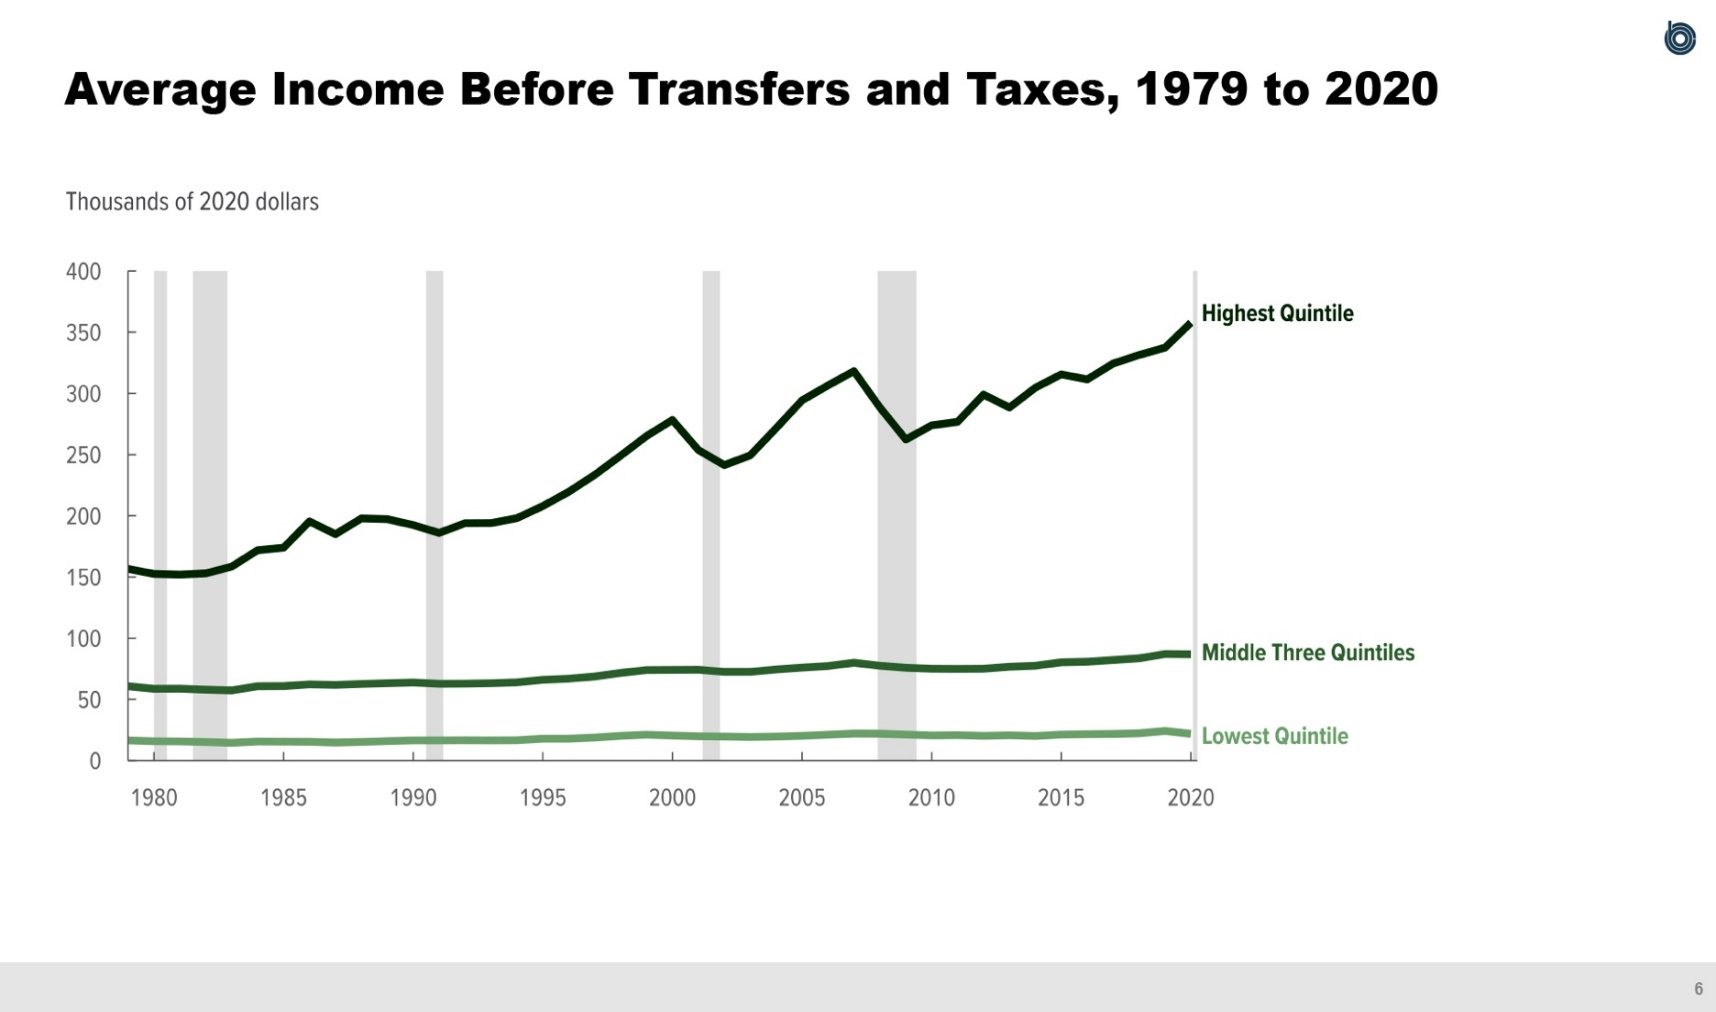 Average Income Before Transfers and Taxes, 1979 to 2020
Thousands of 2020 dollars
400
350
300
250
200
150
100
50
0
Highest Quintile
Middle Three Quintiles
Lowest Quintile
1980 1985 1990 1995 2000 2005 2010 2015 2020
6